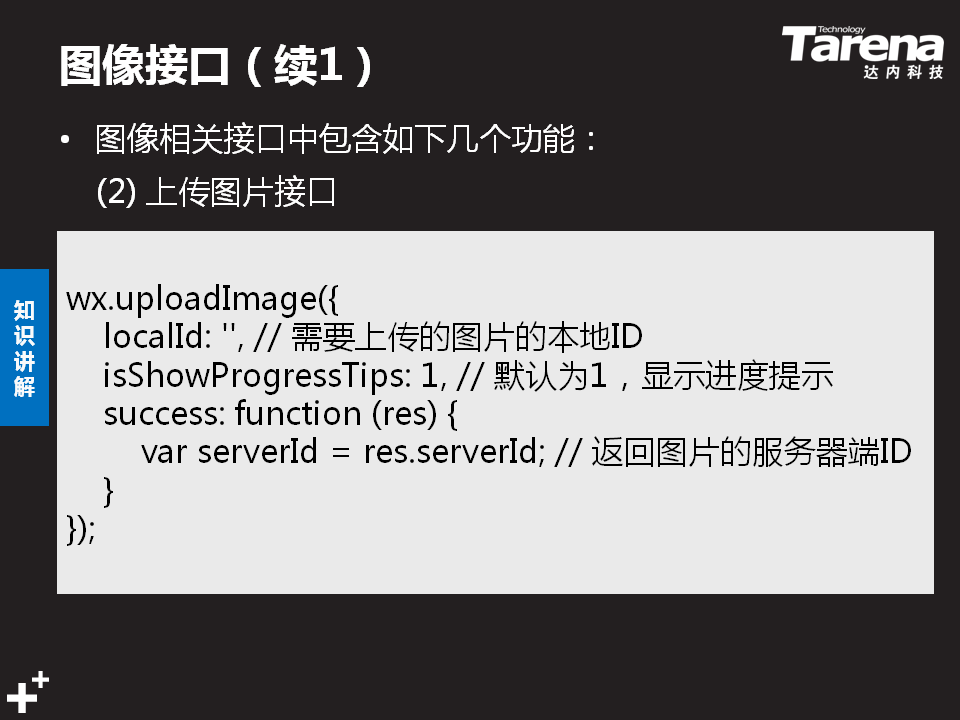 图像接口（续1）
Technology
Tarena
达内科技
• 图像相关接口中包含如下几个功能：
(2) 上传图片接口
知识讲解
wx.uploadImage({
    localId: '', // 需要上传的图片的本地ID
    isShowProgressTips: 1, // 默认为1，显示进度提示
    success: function (res) {
        var serverId = res.serverId; // 返回图片的服务器端ID
    }
});